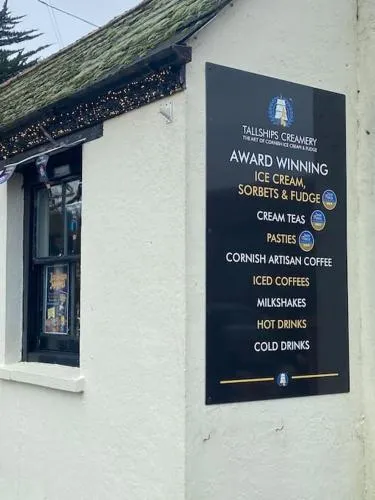 TALLSHIPS CREAMERY
THE ART OF CORNISH ICE CREAM & FUDGE
AWARD WINNING
ICE CREAM,
SORBETS & FUDGE
CREAM TEAS
PASTIES
CORNISH ARTISAN COFFEE
ICED COFFEES
MILKSHAKES
HOT DRINKS
COLD DRINKS